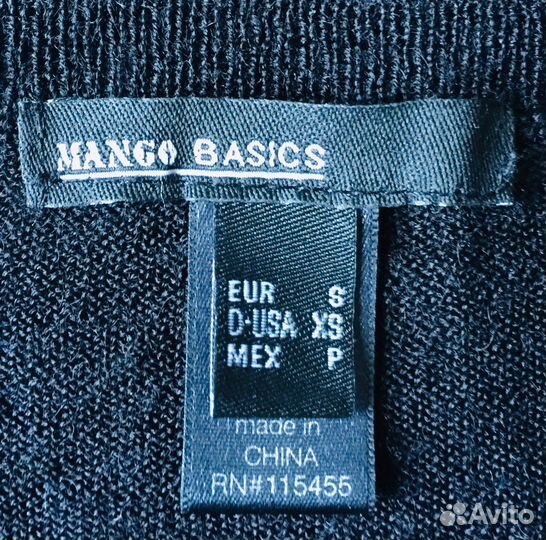 MANGO BASICS
EUR S
D-USA XS
MEX P
made in
CHINA
RN#115455
Avito